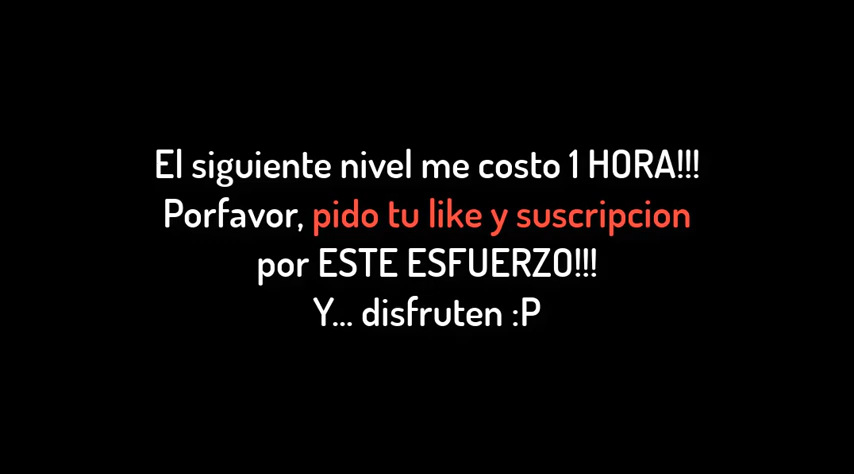 El siguiente nivel me costo 1 HORA!!!
Porfavor, pido tu like y suscripcion
por ESTE ESFUERZO!!!
Y... disfruten :P